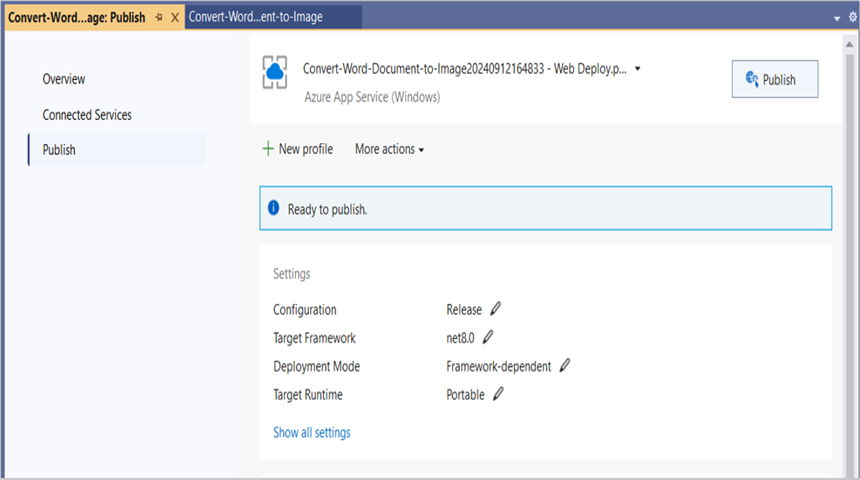 Convert-Word...age: Publish
Convert-Word...ent-to-Image
Overview
Connected Services
Publish
Convert-Word-Document-to-Image20240912164833 - Web Deploy.p...
Azure App Service (Windows)
Publish
New profile
More actions
Ready to publish.
Settings
Configuration Release
Target Framework net8.0
Deployment Mode Framework-dependent
Target Runtime Portable
Show all settings